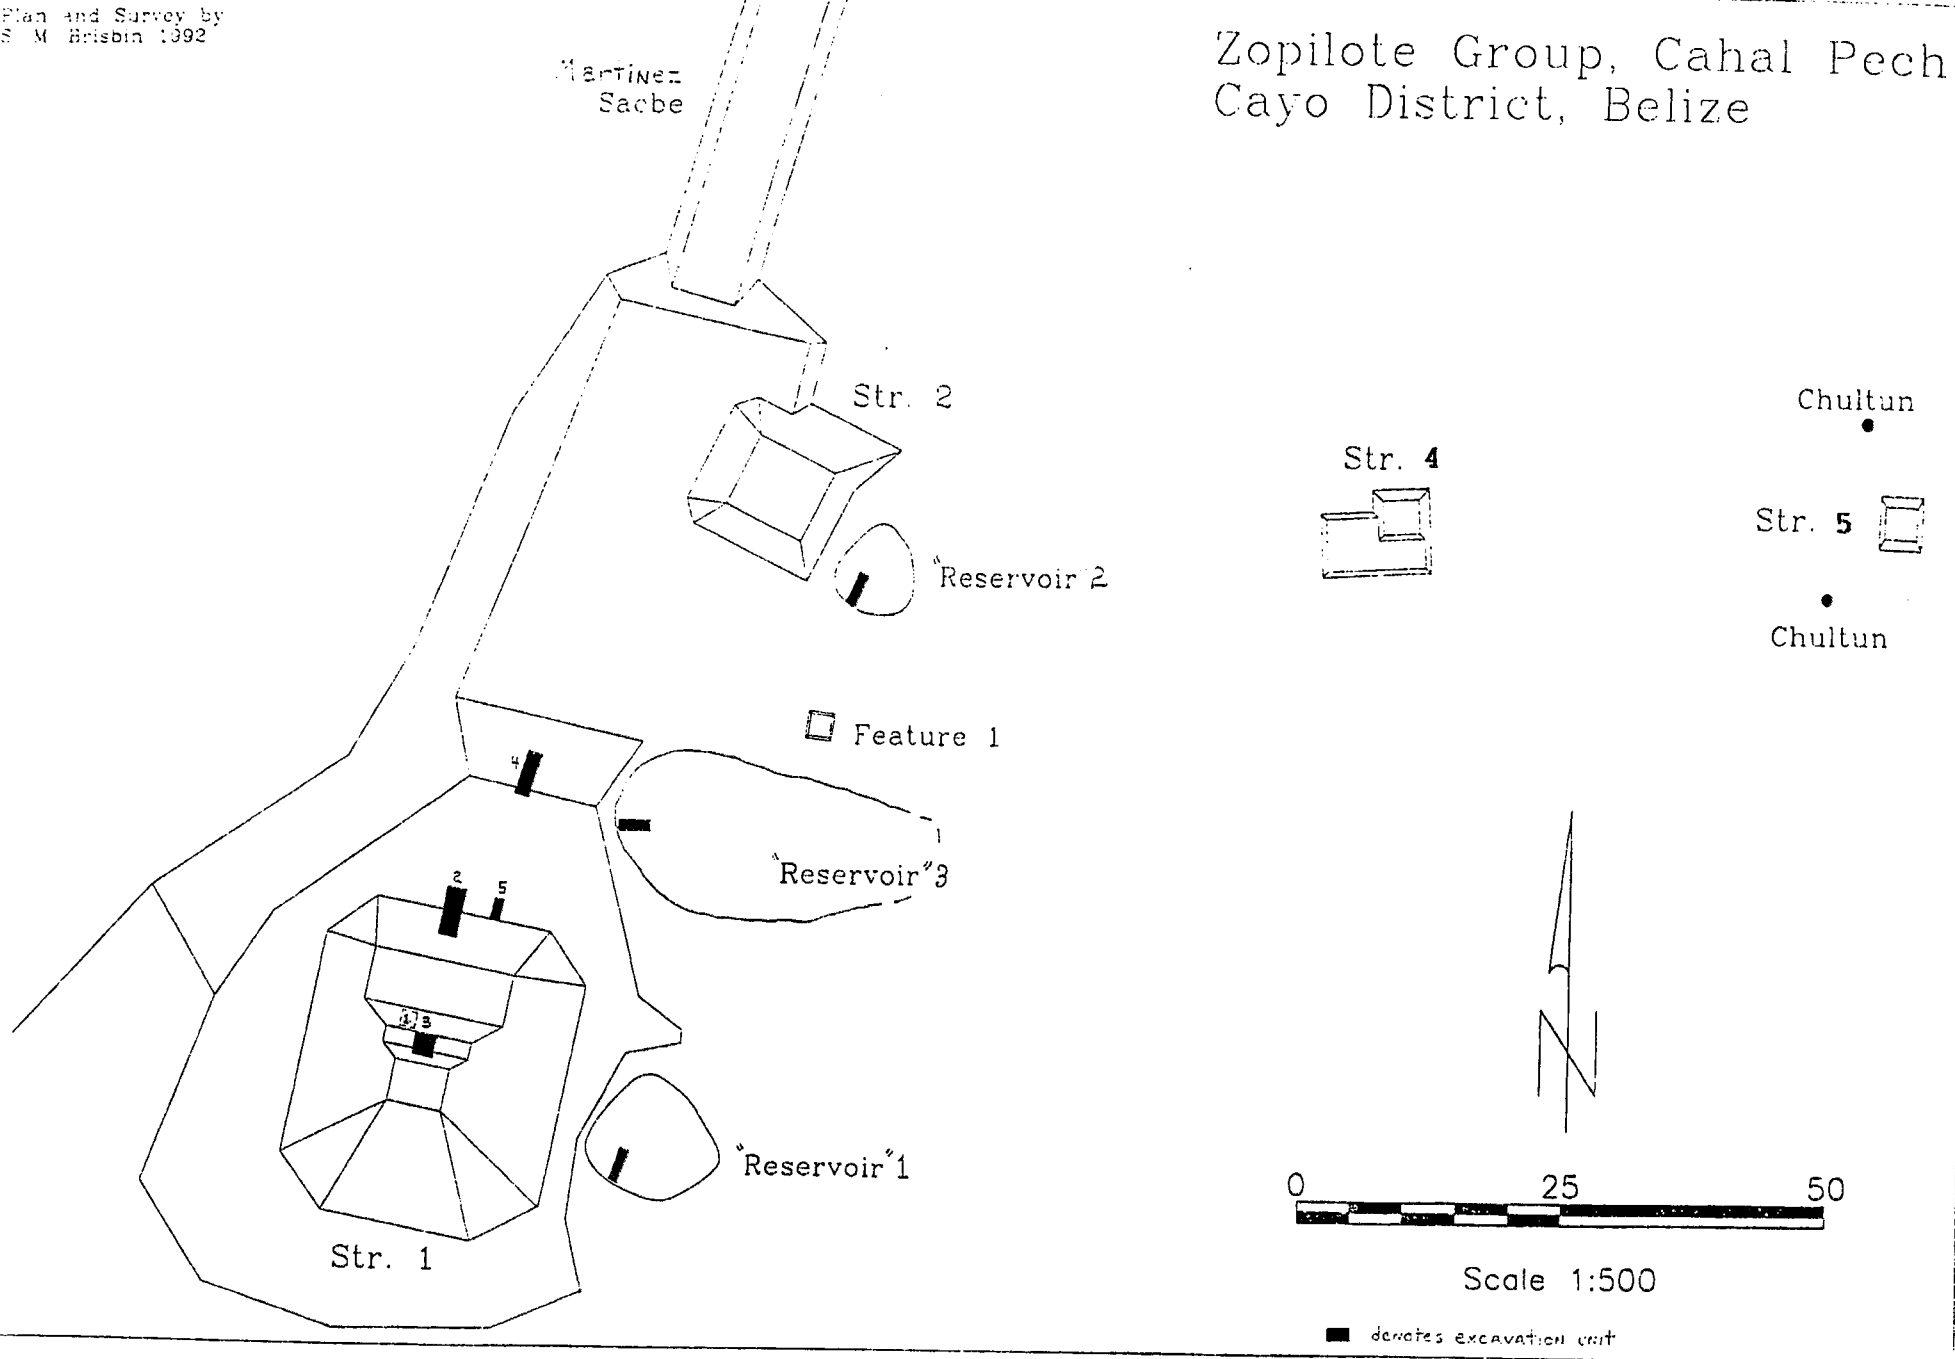 Plan and Survey by
S M Brisbin 1992
Zopilote Group, Cahal Pech
Cayo District, Belize
Martinez
Sacbe
Str. 2
Chultun
Str. 4
Str. 5
"Reservoir" 2
Chultun
Feature 1
4
"Reservoir" 3
2
5
1
3
"Reservoir" 1
N
0
25
50
Str. 1
Scale 1:500
denotes excavation unit